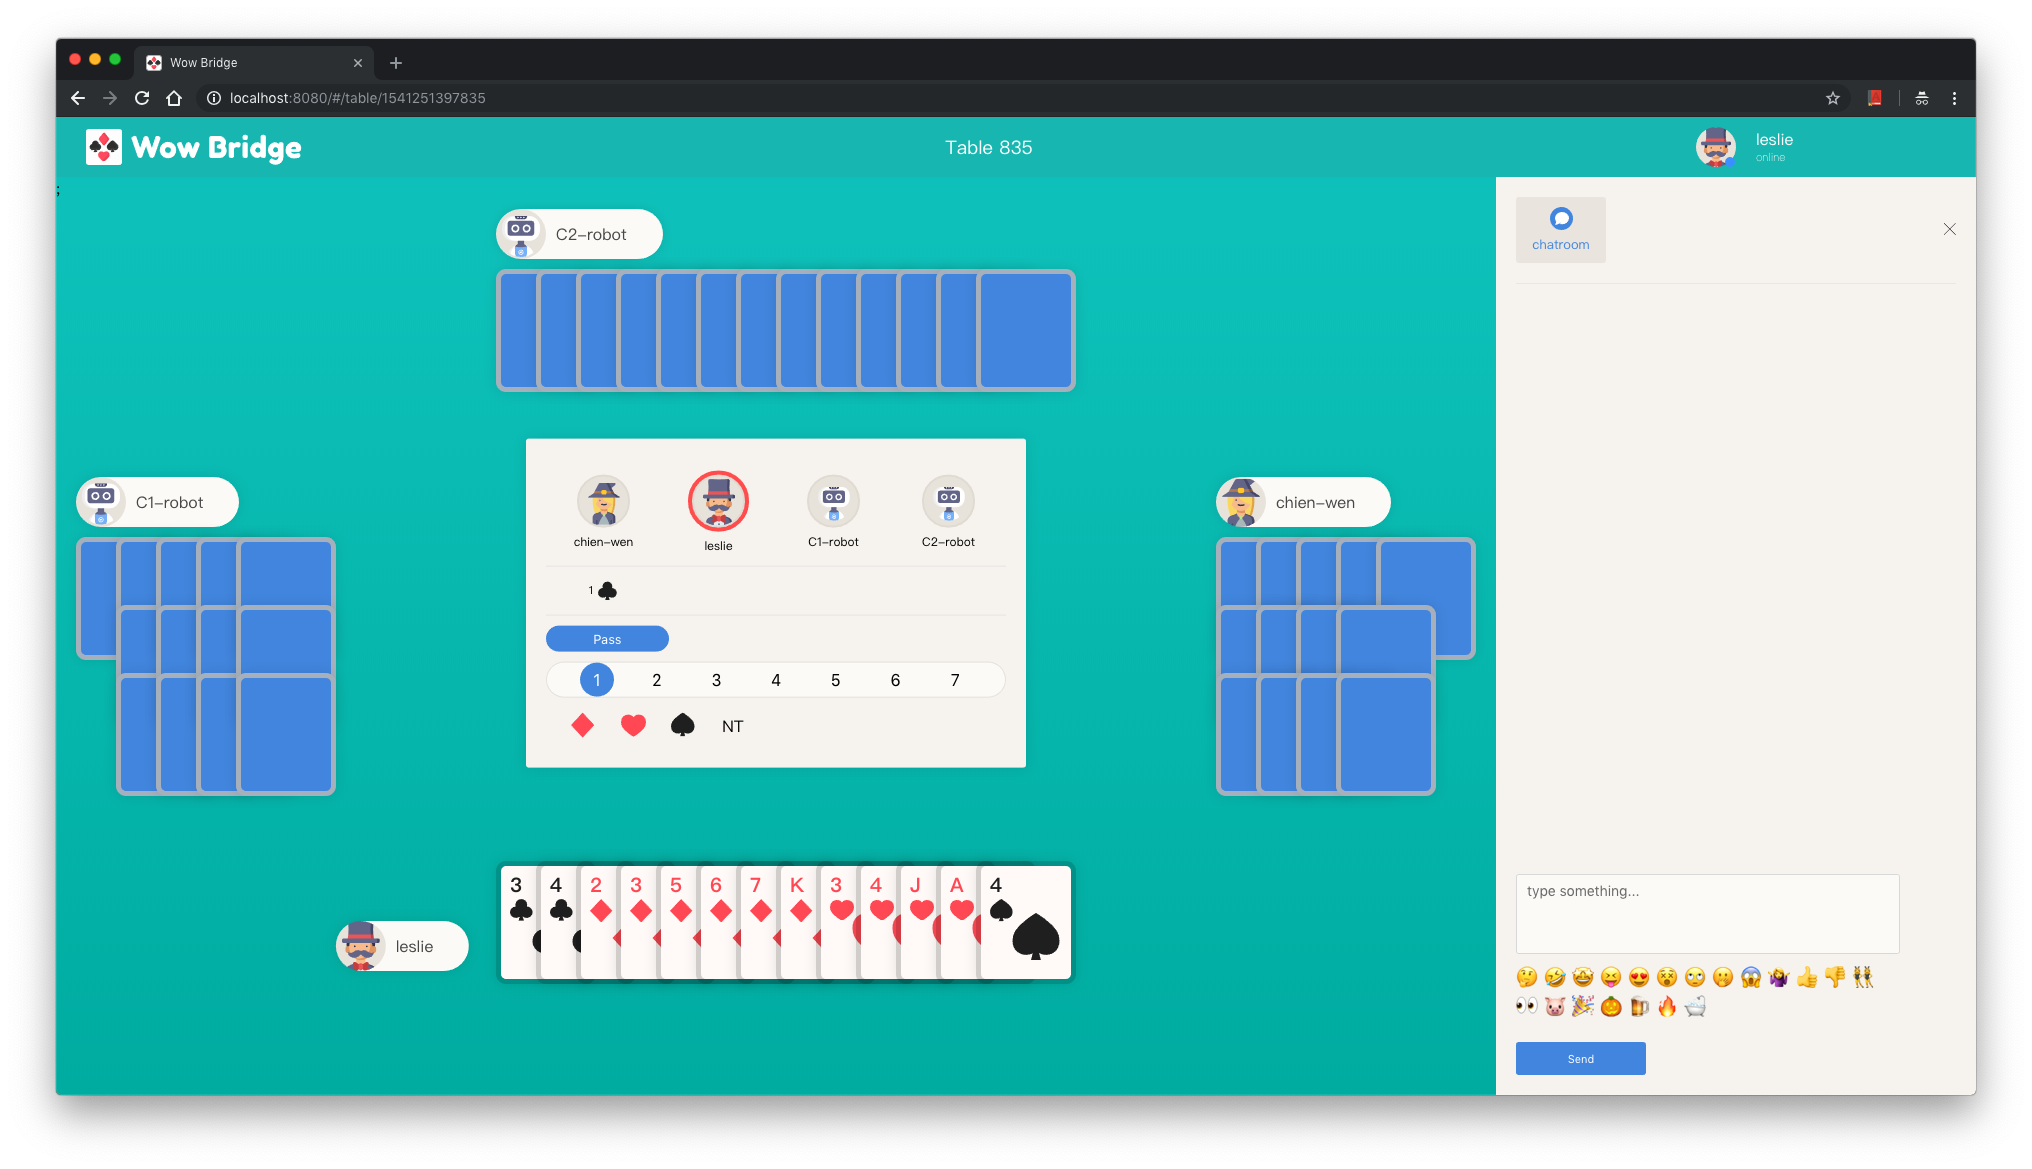 Wow Bridge
localhost:8080/#/table/1541251397835
Wow Bridge
Table 835
leslie
online
;
C2-robot
chatroom
C1-robot
chien-wen
chien-wen
leslie
C1-robot
C2-robot
1
Pass
1 2 3 4 5 6 7
NT
3 4 2 3 5 6 7 K 3 4 J A 4
leslie
type something...
Send